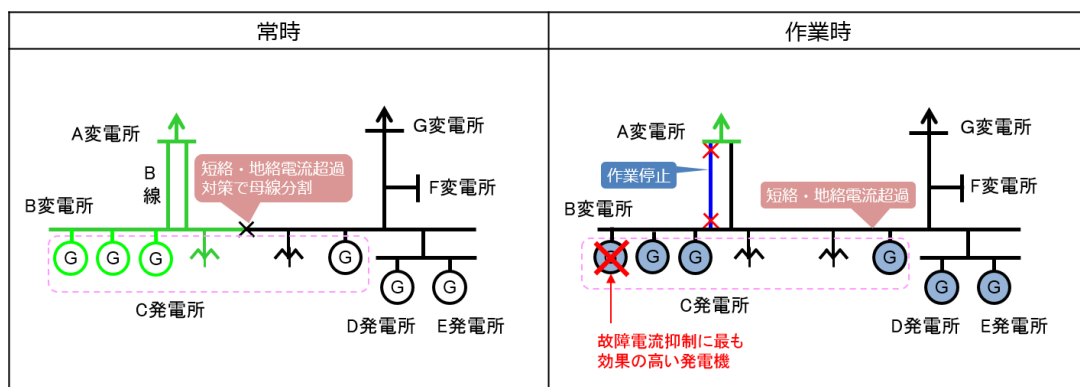 常時
作業時
A変電所
B
線
短絡・地絡電流超過
対策で母線分割
G変電所
F変電所
B変電所
G
G
G
G
C発電所
G
G
D発電所
E発電所
A変電所
作業停止
短絡・地絡電流超過
G変電所
F変電所
B変電所
G
G
G
G
C発電所
G
G
D発電所
E発電所
故障電流抑制に最も
効果の高い発電機